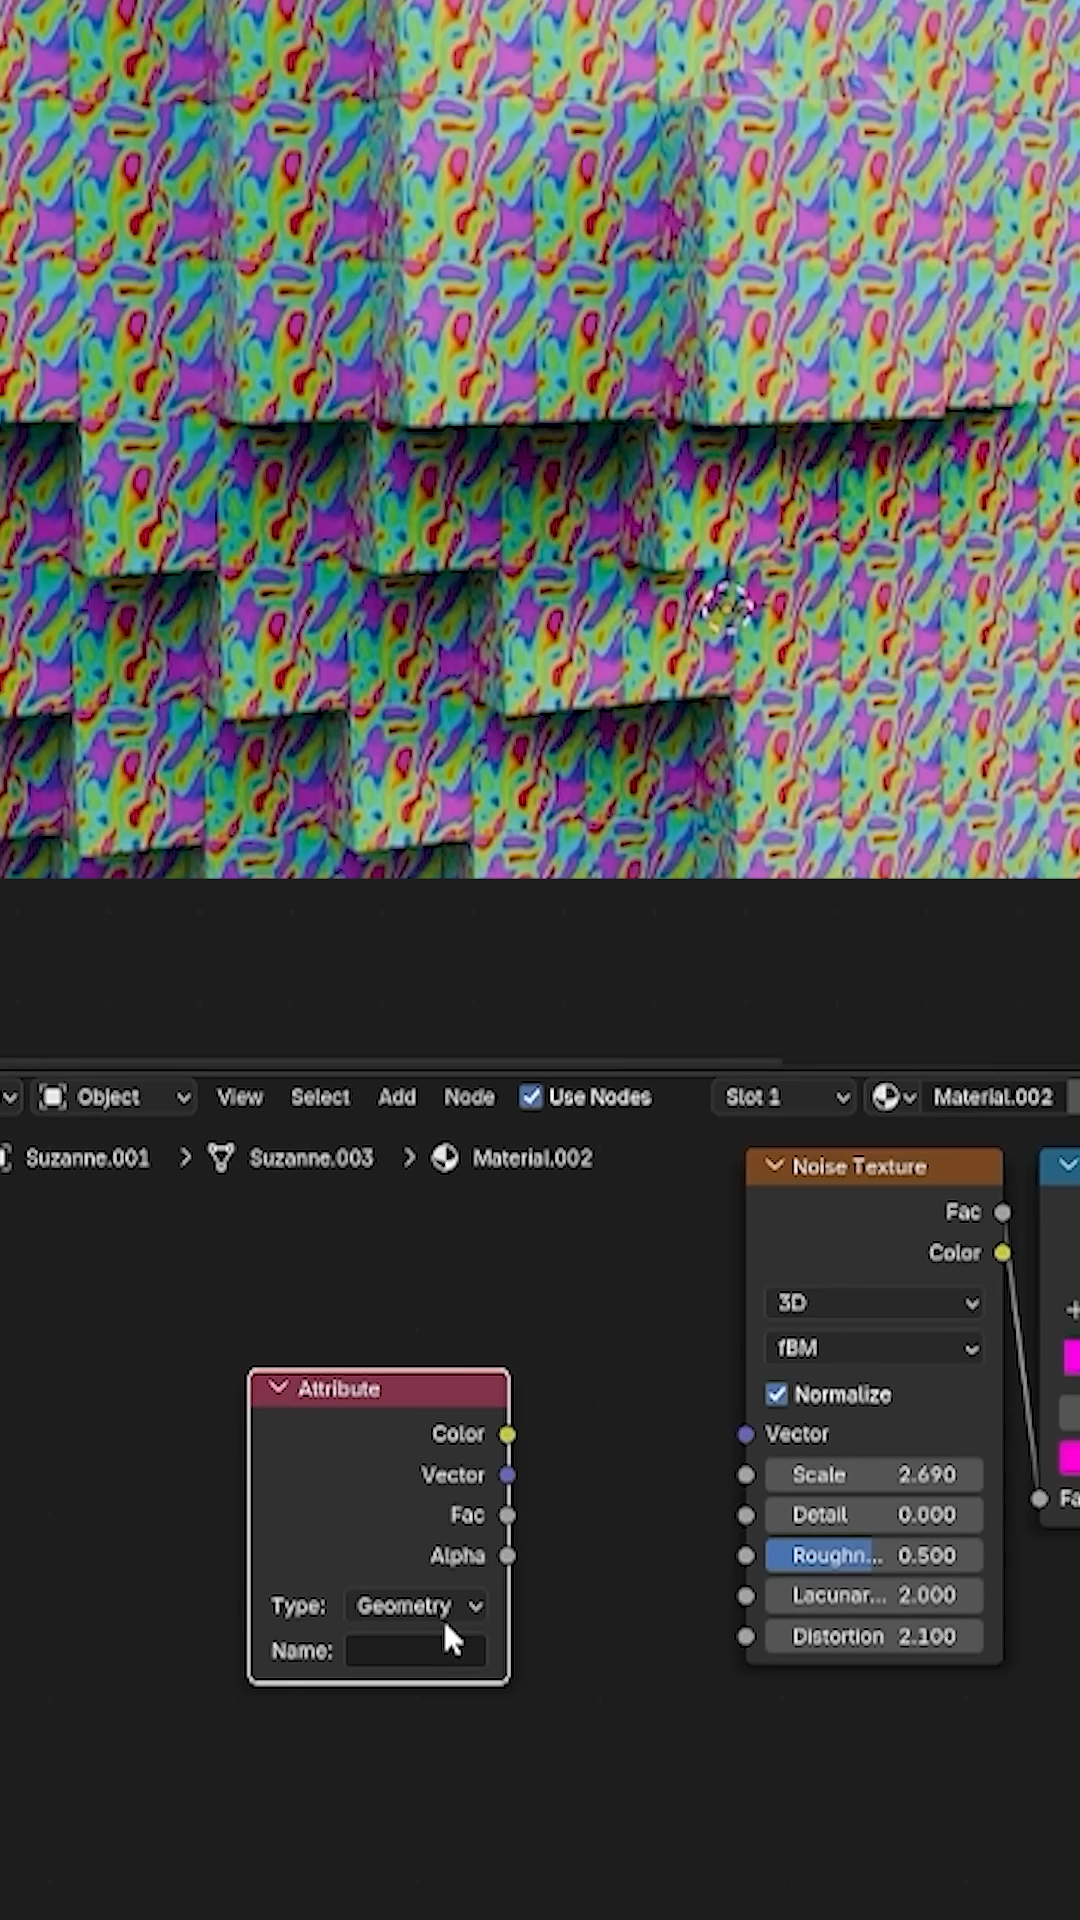 Object View Select Add Node Use Nodes Slot 1 Material.002
Suzanne.001 > Suzanne.003 > Material.002
Noise Texture
Fac
Color
3D
fBM
Normalize
Vector
Scale 2.690
Detail 0.000
Roughn... 0.500
Lacunar... 2.000
Distortion 2.100
Attribute
Color
Vector
Fac
Alpha
Type: Geometry
Name: